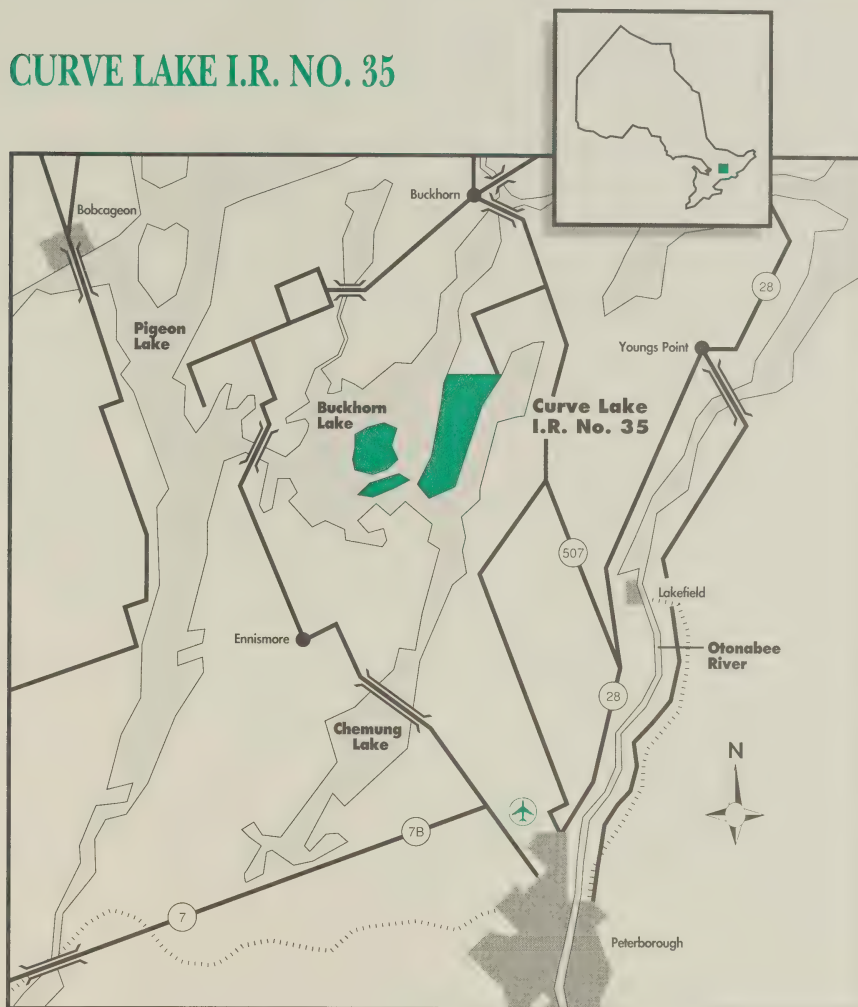 CURVE LAKE I.R. NO. 35
Bobcageon
Buckhorn
28
Pigeon
Lake
Youngs Point
Buckhorn
Lake
Curve Lake
I.R. No. 35
507
Lakefield
Ennismore
Otonabee
River
28
Chemung
Lake
N
7B
7
Peterborough